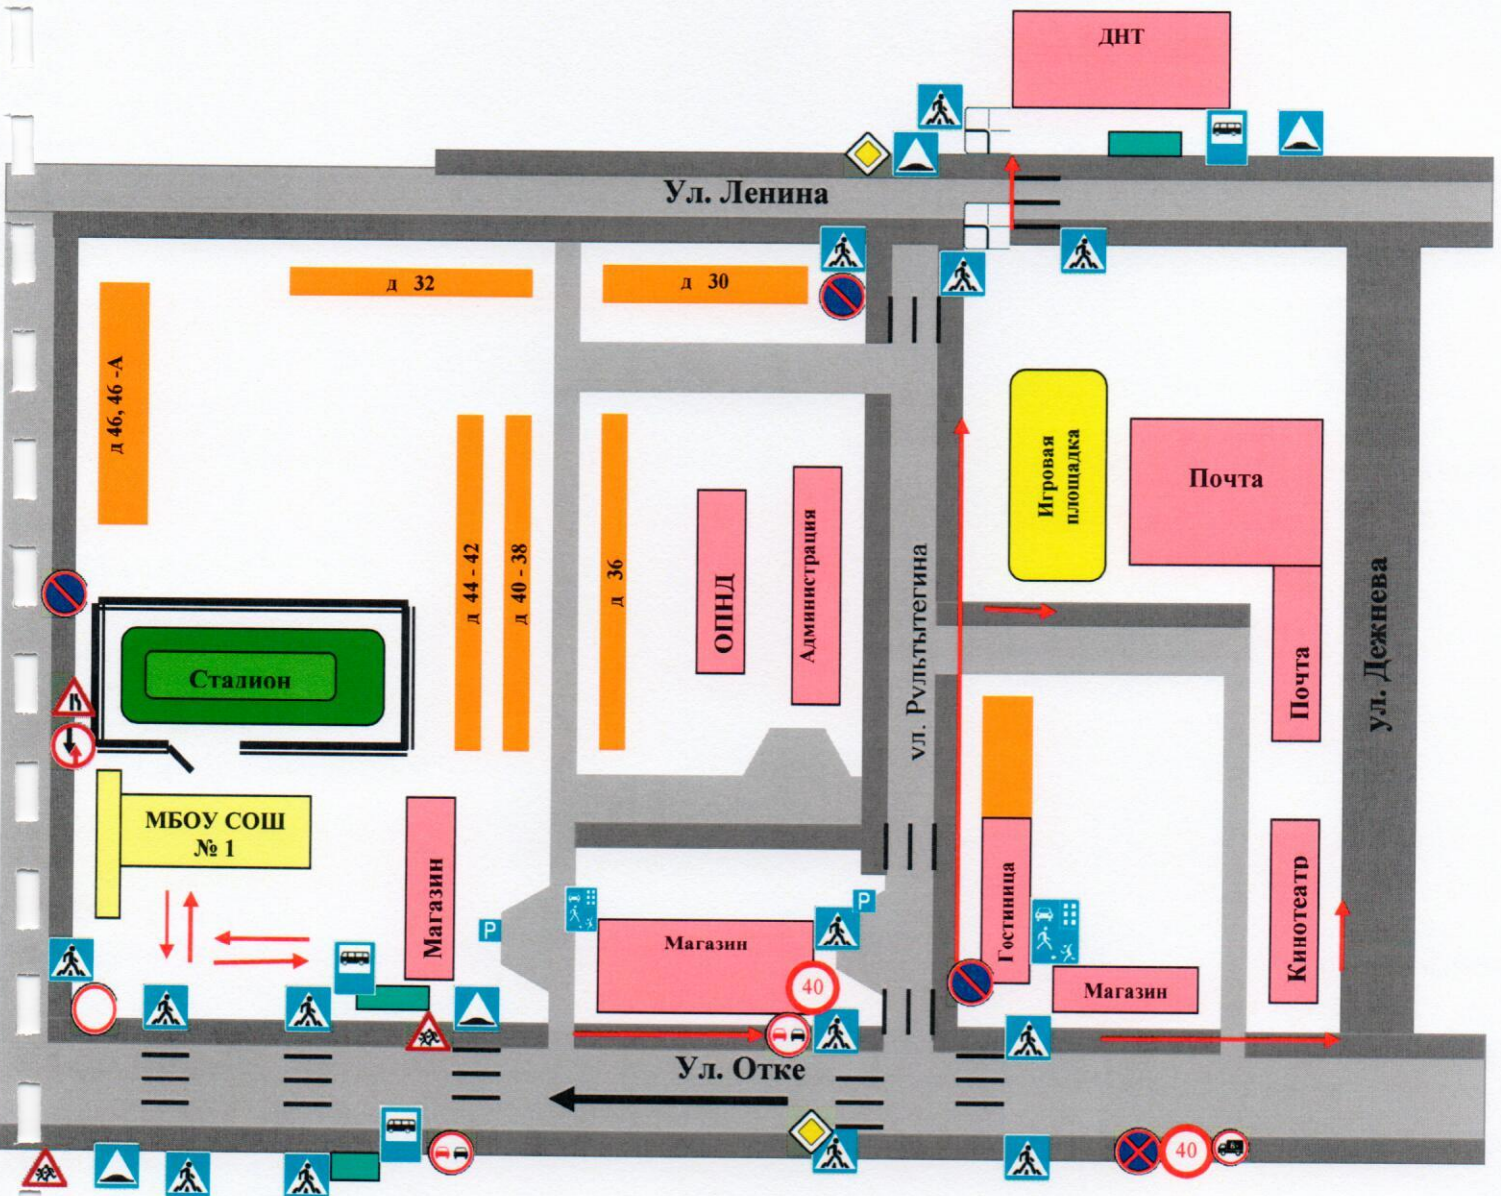 ДНТ
Ул. Ленина
д 32
д 30
д 46, 46 -А
д 44 - 42
д 40 - 38
д 36
ОПНД
Администрация
ул. Рультытегина
Игровая
площадка
Почта
Почта
ул. Дежнева
Стадион
МБОУ СОШ
№ 1
Магазин
P
Магазин
P
40
Гостиница
Магазин
Кинотеатр
Ул. Отке
40